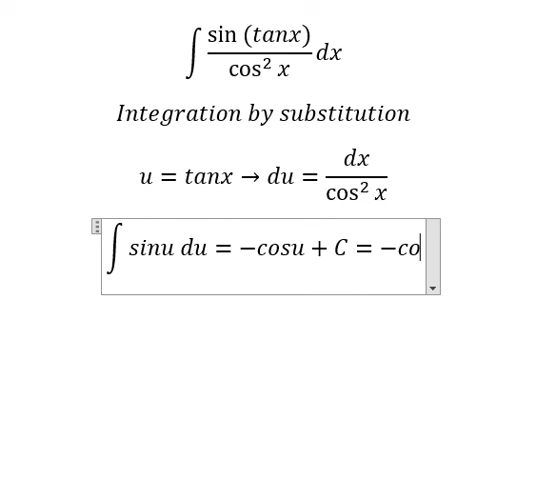 ∫ sin (tanx) / cos² x dx
Integration by substitution
u = tanx → du = dx / cos² x
∫ sinu du = −cosu + C = −co